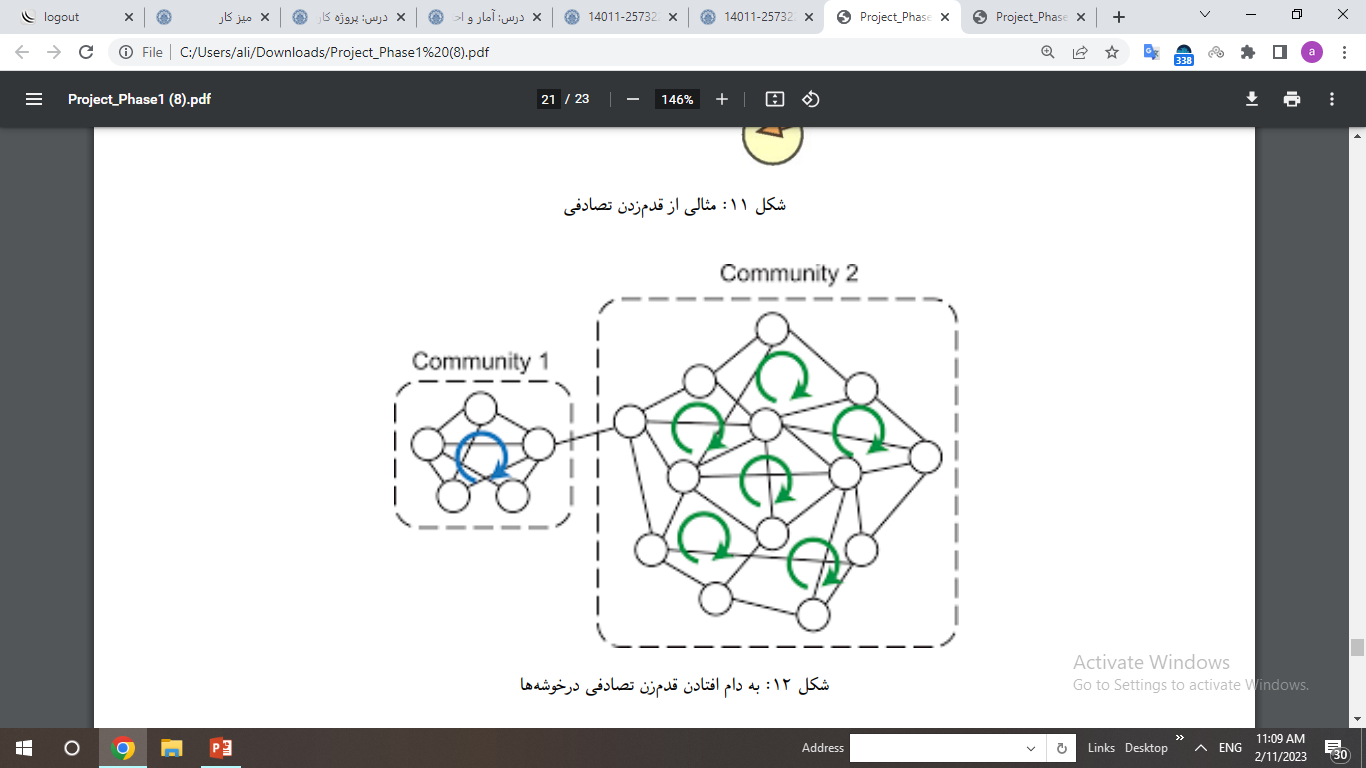 logout
میز کار
درس: پروژه کار
درس: آمار و اح
14011-25732
14011-25732
Project_Phase
Project_Phase
File
C:/Users/ali/Downloads/Project_Phase1%20(8).pdf
338
a
Project_Phase1 (8).pdf
21 / 23
146%
شکل ۱۱: مثالی از قدم‌زدن تصادفی
Community 2
Community 1
شکل ۱۲: به دام افتادن قدم‌زن تصادفی درخوشه‌ها
Activate Windows
Go to Settings to activate Windows.
Address
Links
Desktop
ENG
11:09 AM
2/11/2023
30